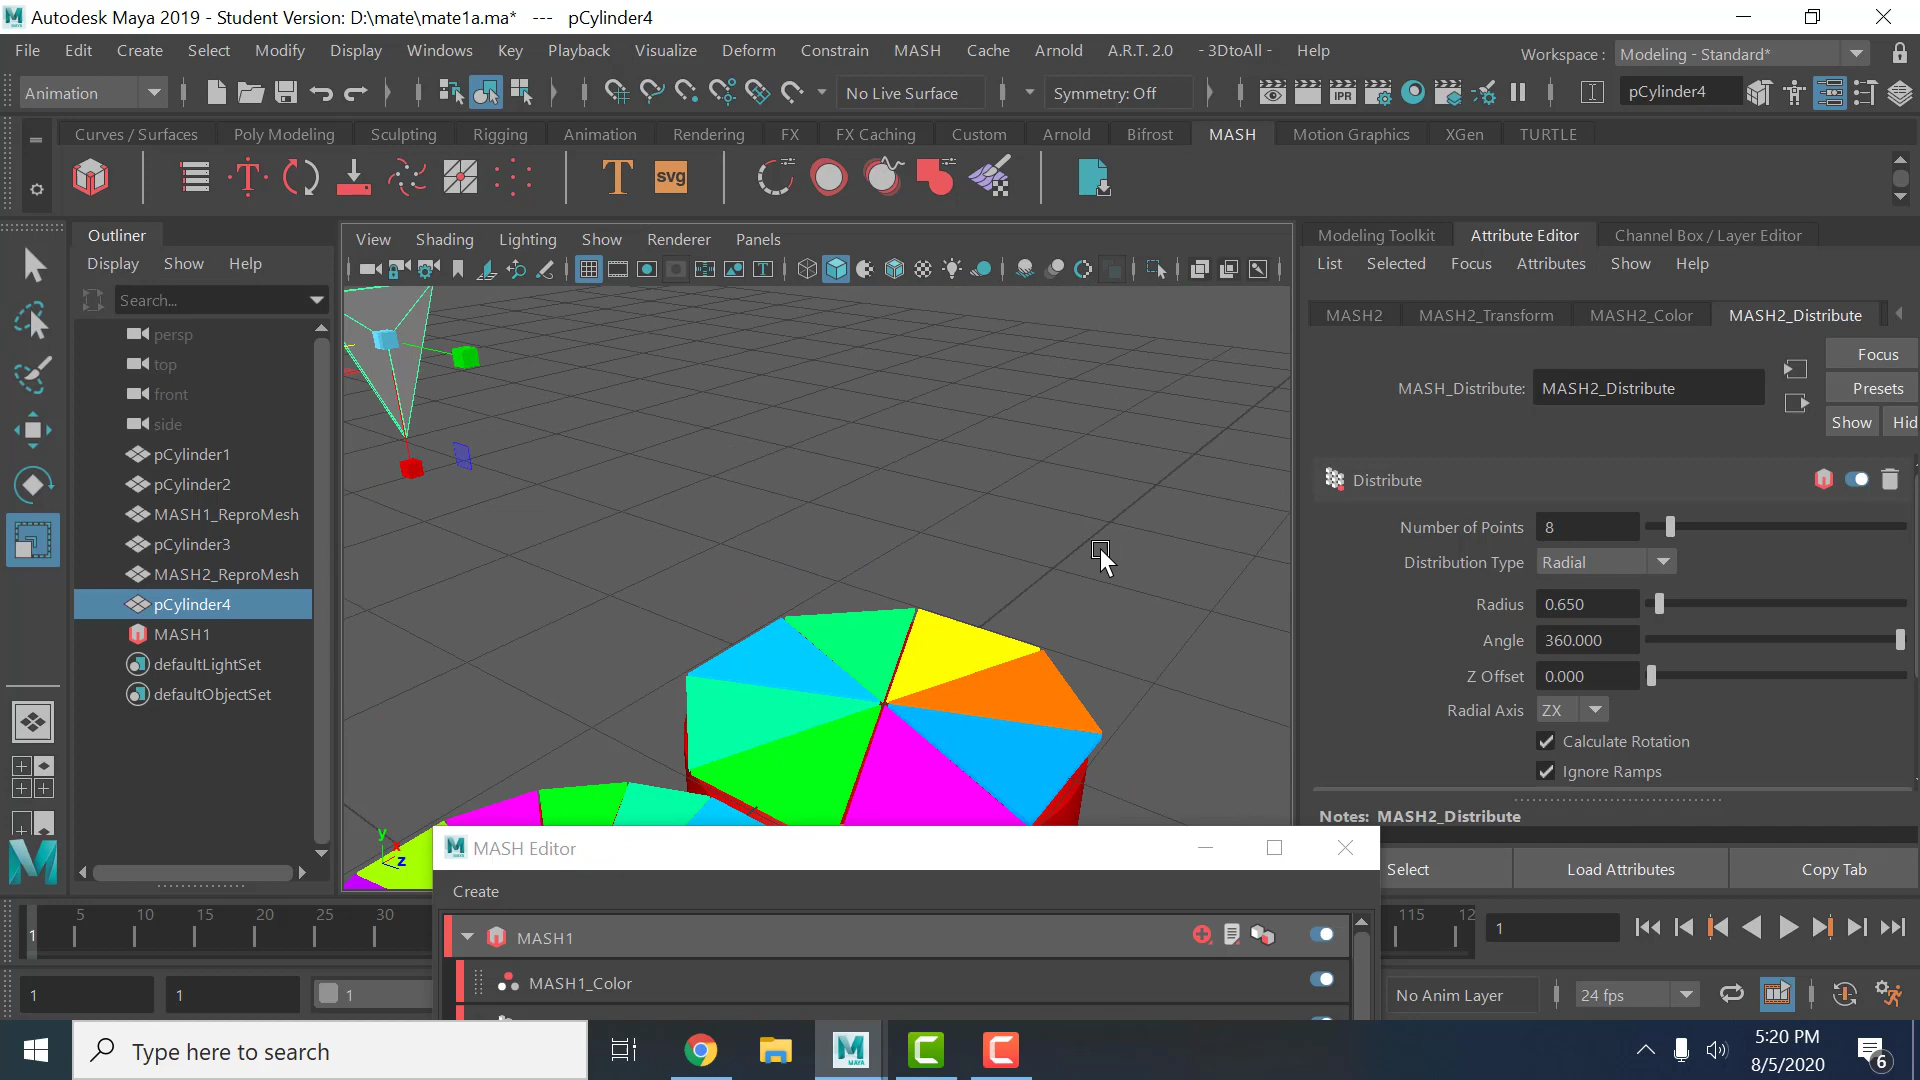 Autodesk Maya 2019 - Student Version: D:\mate\mate1a.ma* --- pCylinder4
File Edit Create Select Modify Display Windows Key Playback Visualize Deform Constrain MASH Cache Arnold A.R.T. 2.0 - 3DtoAll - Help Workspace : Modeling - Standard*
Animation No Live Surface Symmetry: Off IPR pCylinder4
Curves / Surfaces Poly Modeling Sculpting Rigging Animation Rendering FX FX Caching Custom Arnold Bifrost MASH Motion Graphics XGen TURTLE
T T svg
Outliner
Display Show Help
Search...
persp
top
front
side
pCylinder1
pCylinder2
MASH1_ReproMesh
pCylinder3
MASH2_ReproMesh
pCylinder4
MASH1
defaultLightSet
defaultObjectSet
View Shading Lighting Show Renderer Panels
y
x
z
Modeling Toolkit Attribute Editor Channel Box / Layer Editor
List Selected Focus Attributes Show Help
MASH2 MASH2_Transform MASH2_Color MASH2_Distribute
Focus
MASH_Distribute: MASH2_Distribute Presets
Show Hid
Distribute
Number of Points 8
Distribution Type Radial
Radius 0.650
Angle 360.000
Z Offset 0.000
Radial Axis ZX
Calculate Rotation
Ignore Ramps
Notes: MASH2_Distribute
Select Load Attributes Copy Tab
MASH Editor
Create
MASH1
MASH1_Color
5 10 15 20 25 30 115 12
1 1
1 1 1 No Anim Layer 24 fps
MAYA
Type here to search
5:20 PM
8/5/2020
6